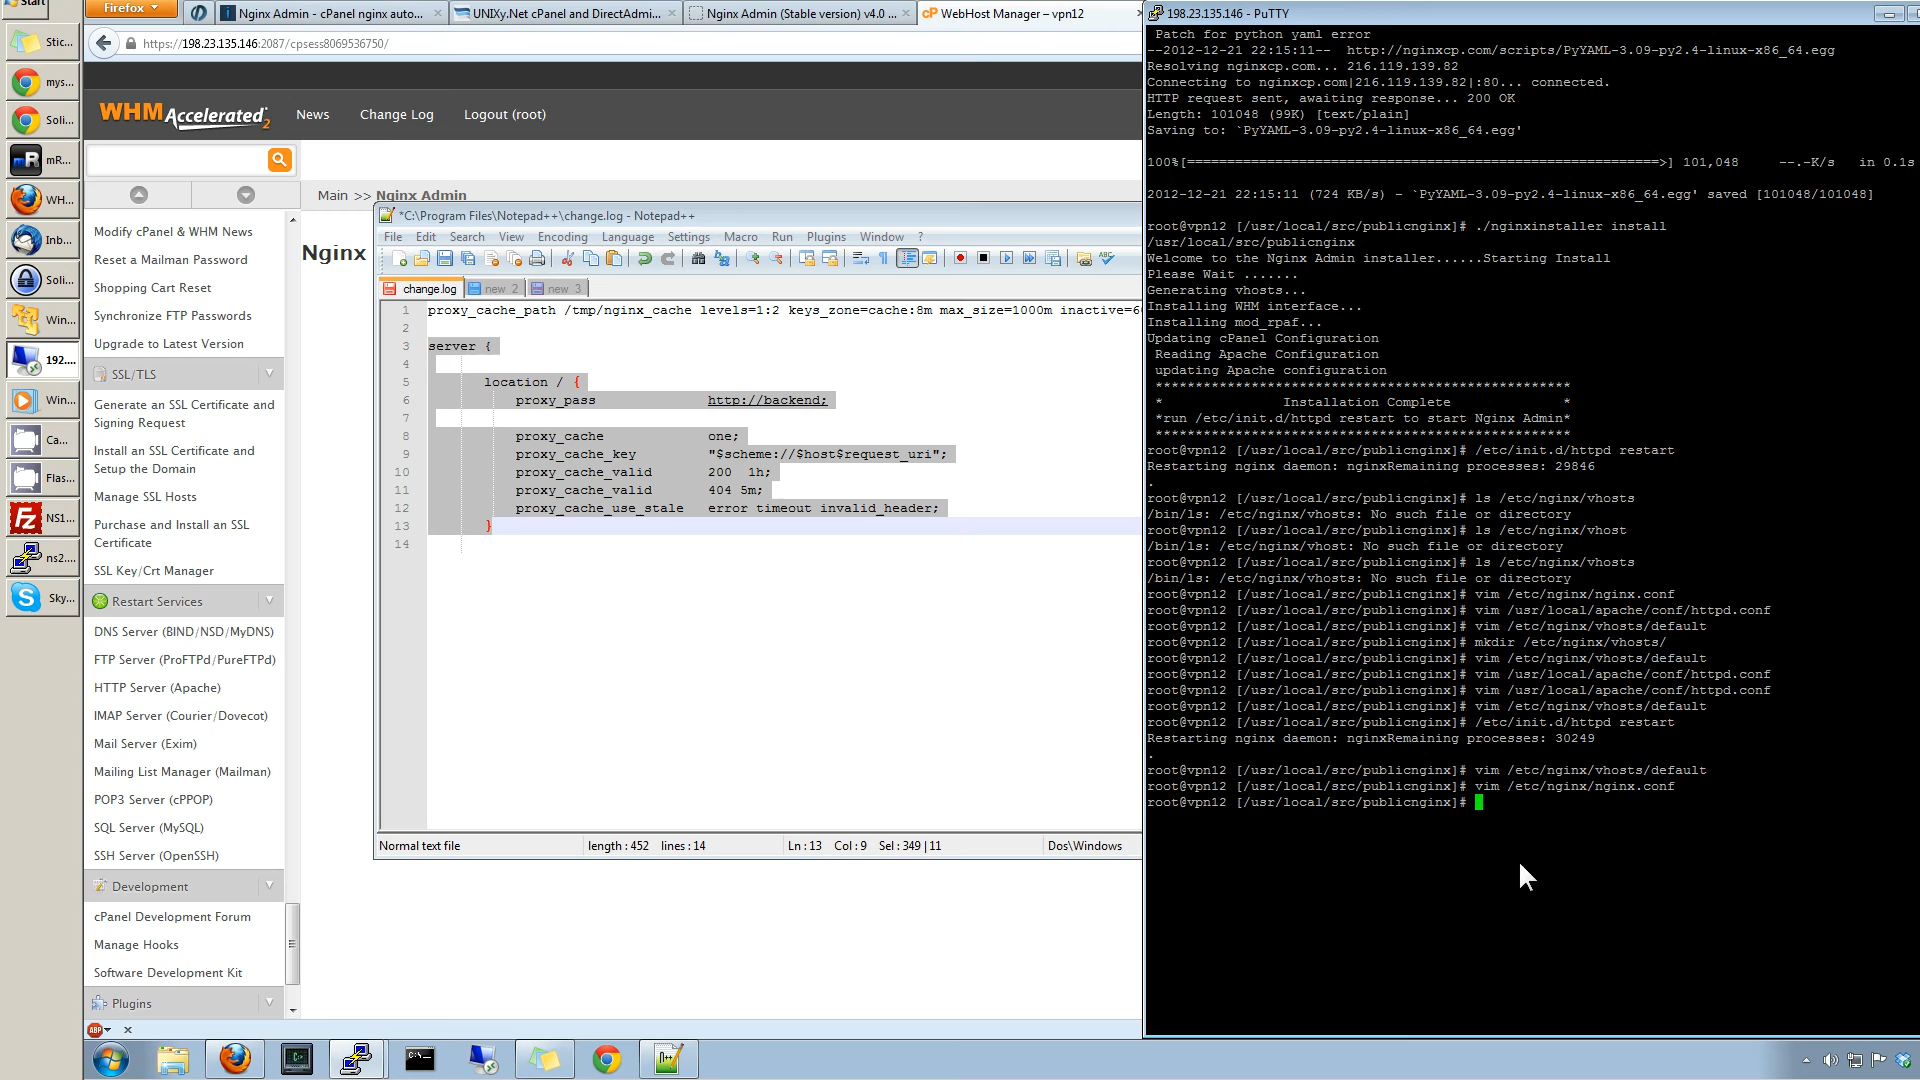 Start
Stic...
mys...
Soli...
mR...
WH...
Inb...
Soli...
Win...
192....
Win...
Ca...
Flas...
NS1...
ns2....
Sky...
Firefox
Nginx Admin - cPanel nginx auto...
UNIXy.Net cPanel and DirectAdmi...
Nginx Admin (Stable version) v4.0 ...
WebHost Manager – vpn12
https://198.23.135.146:2087/cpsess8069536750/
WHM Accelerated 2
News
Change Log
Logout (root)
Main >> Nginx Admin
Nginx
Modify cPanel & WHM News
Reset a Mailman Password
Shopping Cart Reset
Synchronize FTP Passwords
Upgrade to Latest Version
SSL/TLS
Generate an SSL Certificate and
Signing Request
Install an SSL Certificate and
Setup the Domain
Manage SSL Hosts
Purchase and Install an SSL
Certificate
SSL Key/Crt Manager
Restart Services
DNS Server (BIND/NSD/MyDNS)
FTP Server (ProFTPd/PureFTPd)
HTTP Server (Apache)
IMAP Server (Courier/Dovecot)
Mail Server (Exim)
Mailing List Manager (Mailman)
POP3 Server (cPPOP)
SQL Server (MySQL)
SSH Server (OpenSSH)
Development
cPanel Development Forum
Manage Hooks
Software Development Kit
Plugins
ABP
*C:\Program Files\Notepad++\change.log - Notepad++
File Edit Search View Encoding Language Settings Macro Run Plugins Window ?
change.log new 2 new 3
1 proxy_cache_path /tmp/nginx_cache levels=1:2 keys_zone=cache:8m max_size=1000m inactive=6
2
3 server {
4
5 location / {
6 proxy_pass http://backend;
7
8 proxy_cache one;
9 proxy_cache_key "$scheme://$host$request_uri";
10 proxy_cache_valid 200 1h;
11 proxy_cache_valid 404 5m;
12 proxy_cache_use_stale error timeout invalid_header;
13 }
14
Normal text file length : 452 lines : 14 Ln : 13 Col : 9 Sel : 349 | 11 Dos\Windows
198.23.135.146 - PuTTY
Patch for python yaml error
--2012-12-21 22:15:11-- http://nginxcp.com/scripts/PyYAML-3.09-py2.4-linux-x86_64.egg
Resolving nginxcp.com... 216.119.139.82
Connecting to nginxcp.com|216.119.139.82|:80... connected.
HTTP request sent, awaiting response... 200 OK
Length: 101048 (99K) [text/plain]
Saving to: `PyYAML-3.09-py2.4-linux-x86_64.egg'
100%[===========================================================>] 101,048 --.-K/s in 0.1s
2012-12-21 22:15:11 (724 KB/s) - `PyYAML-3.09-py2.4-linux-x86_64.egg' saved [101048/101048]
root@vpn12 [/usr/local/src/publicnginx]# ./nginxinstaller install
/usr/local/src/publicnginx
Welcome to the Nginx Admin installer......Starting Install
Please Wait .......
Generating vhosts...
Installing WHM interface...
Installing mod_rpaf...
Updating cPanel Configuration
Reading Apache Configuration
updating Apache configuration
****************************************************
* Installation Complete *
*run /etc/init.d/httpd restart to start Nginx Admin*
****************************************************
root@vpn12 [/usr/local/src/publicnginx]# /etc/init.d/httpd restart
Restarting nginx daemon: nginxRemaining processes: 29846
.
root@vpn12 [/usr/local/src/publicnginx]# ls /etc/nginx/vhosts
/bin/ls: /etc/nginx/vhosts: No such file or directory
root@vpn12 [/usr/local/src/publicnginx]# ls /etc/nginx/vhost
/bin/ls: /etc/nginx/vhost: No such file or directory
root@vpn12 [/usr/local/src/publicnginx]# ls /etc/nginx/vhosts
/bin/ls: /etc/nginx/vhosts: No such file or directory
root@vpn12 [/usr/local/src/publicnginx]# vim /etc/nginx/nginx.conf
root@vpn12 [/usr/local/src/publicnginx]# vim /usr/local/apache/conf/httpd.conf
root@vpn12 [/usr/local/src/publicnginx]# vim /etc/nginx/vhosts/default
root@vpn12 [/usr/local/src/publicnginx]# mkdir /etc/nginx/vhosts/
root@vpn12 [/usr/local/src/publicnginx]# vim /etc/nginx/vhosts/default
root@vpn12 [/usr/local/src/publicnginx]# vim /usr/local/apache/conf/httpd.conf
root@vpn12 [/usr/local/src/publicnginx]# vim /usr/local/apache/conf/httpd.conf
root@vpn12 [/usr/local/src/publicnginx]# vim /etc/nginx/vhosts/default
root@vpn12 [/usr/local/src/publicnginx]# /etc/init.d/httpd restart
Restarting nginx daemon: nginxRemaining processes: 30249
.
root@vpn12 [/usr/local/src/publicnginx]# vim /etc/nginx/vhosts/default
root@vpn12 [/usr/local/src/publicnginx]# vim /etc/nginx/nginx.conf
root@vpn12 [/usr/local/src/publicnginx]#